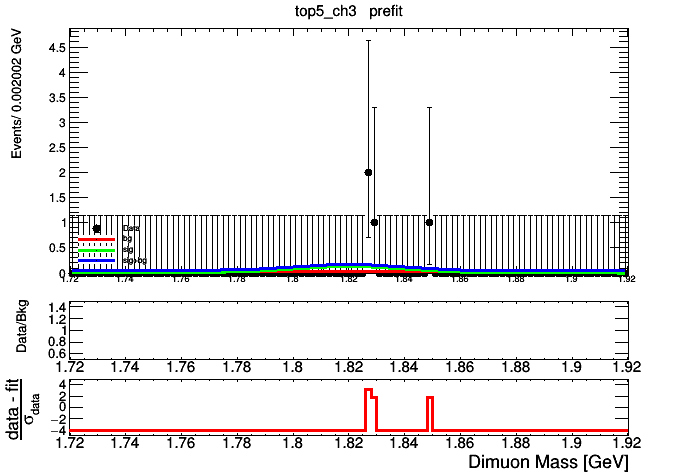 top5_ch3 prefit
Events/ 0.002002 GeV
4.5
4
3.5
3
2.5
2
1.5
1
0.5
0
Data
bg
sig
sig+bg
1.72 1.74 1.76 1.78 1.8 1.82 1.84 1.86 1.88 1.9 1.92
Data/Bkg
1.4
1.2
1
0.8
0.6
1.72 1.74 1.76 1.78 1.8 1.82 1.84 1.86 1.88 1.9 1.92
data - fit
σdata
4
2
0
−2
−4
1.72 1.74 1.76 1.78 1.8 1.82 1.84 1.86 1.88 1.9 1.92
Dimuon Mass [GeV]